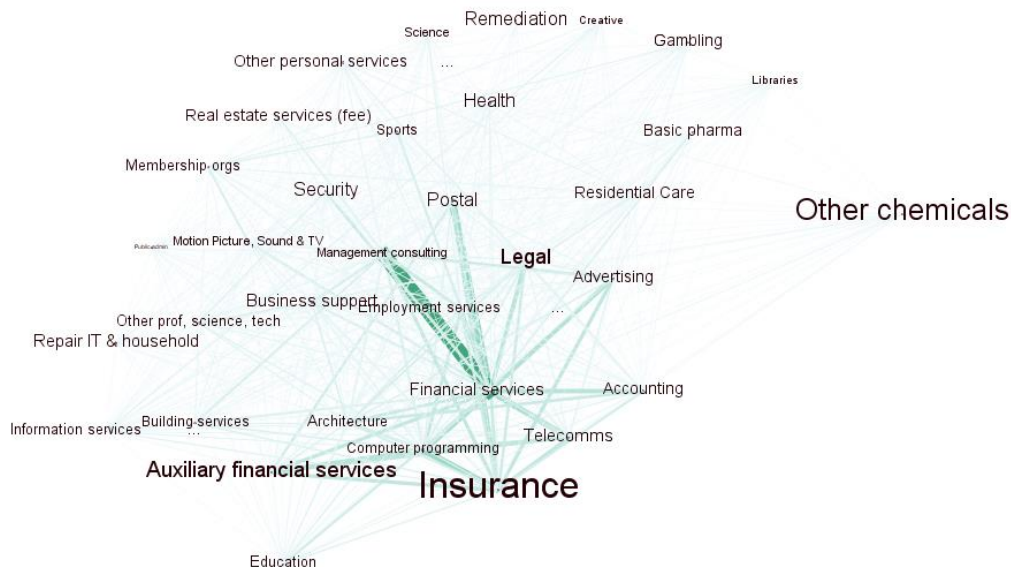 Remediation
Creative
Science
Gambling
Other personal services
...
Libraries
Health
Real estate services (fee)
Sports
Basic pharma
Membership orgs
Security
Postal
Residential Care
Other chemicals
Publicadmin
Motion Picture, Sound & TV
Management consulting
Legal
Advertising
Business support
Employment services
...
Other prof, science, tech
Repair IT & household
Financial services
Accounting
Information services
Building services
...
Architecture
Telecomms
Computer programming
Auxiliary financial services
Insurance
Education